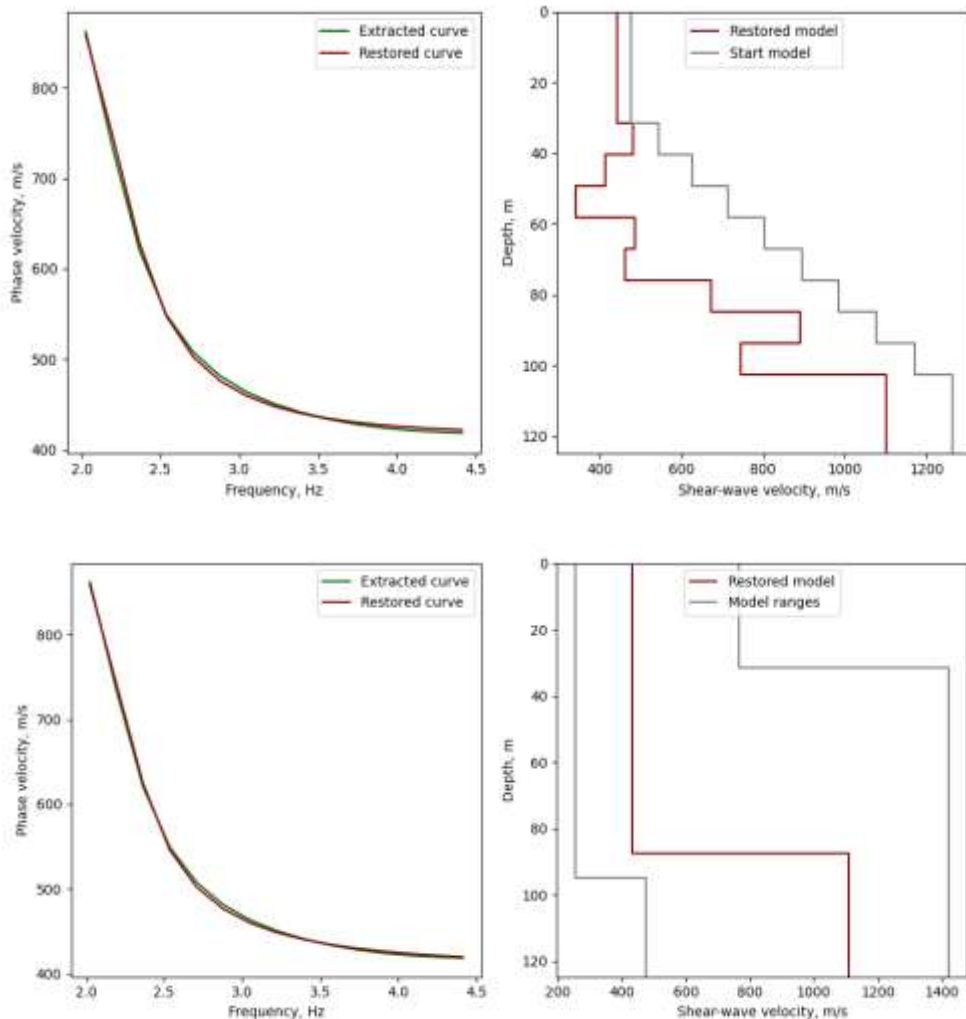 Extracted curve
Restored curve
800
700
600
500
400
Phase velocity, m/s
2.0 2.5 3.0 3.5 4.0 4.5
Frequency, Hz
Restored model
Start model
0
20
40
60
80
100
120
Depth, m
400 600 800 1000 1200
Shear-wave velocity, m/s
Extracted curve
Restored curve
800
700
600
500
400
Phase velocity, m/s
2.0 2.5 3.0 3.5 4.0 4.5
Frequency, Hz
Restored model
Model ranges
0
20
40
60
80
100
120
Depth, m
200 400 600 800 1000 1200 1400
Shear-wave velocity, m/s